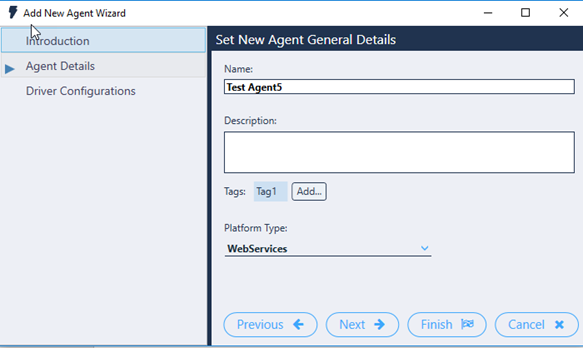 Add New Agent Wizard
Introduction
Agent Details
Driver Configurations
Set New Agent General Details
Name:
Test Agent5
Description:
Tags: Tag1 Add...
Platform Type:
WebServices
Previous Next Finish Cancel